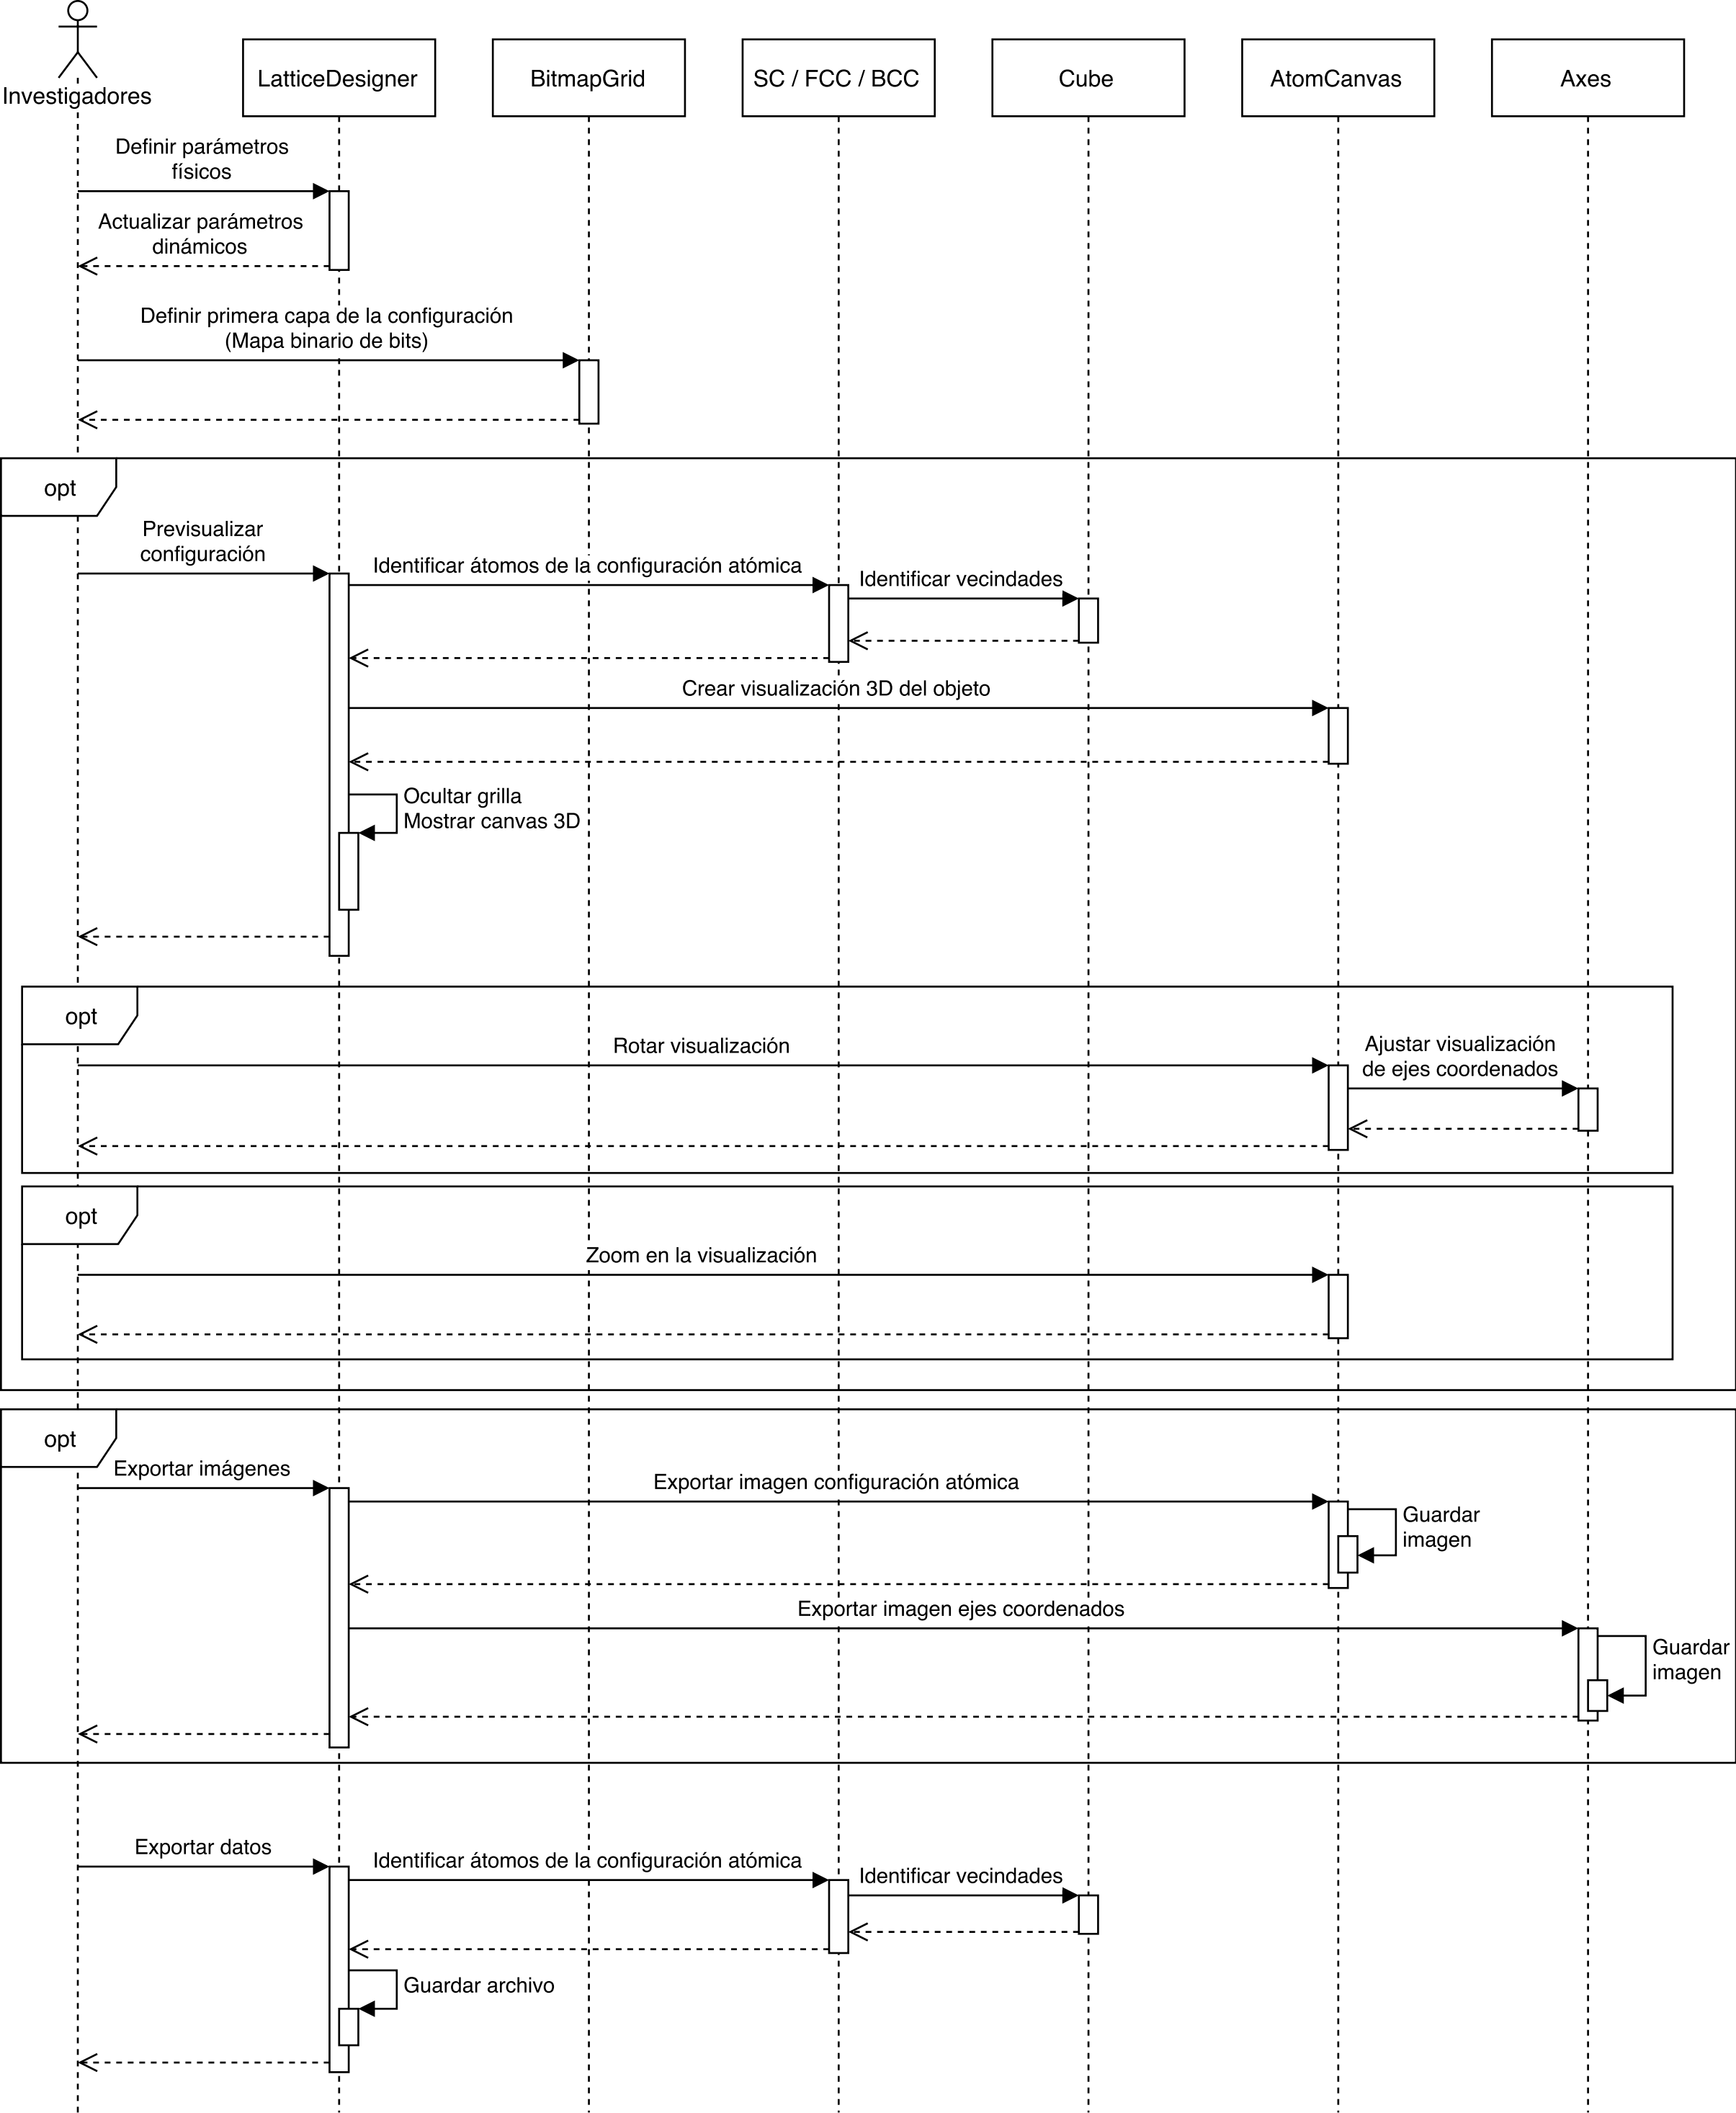 Investigadores
LatticeDesigner
BitmapGrid
SC / FCC / BCC
Cube
AtomCanvas
Axes
Definir parámetros
físicos
Actualizar parámetros
dinámicos
Definir primera capa de la configuración
(Mapa binario de bits)
opt
Previsualizar
configuración
Identificar átomos de la configuración atómica
Identificar vecindades
Crear visualización 3D del objeto
Ocultar grilla
Mostrar canvas 3D
opt
Rotar visualización
Ajustar visualización
de ejes coordenados
opt
Zoom en la visualización
opt
Exportar imágenes
Exportar imagen configuración atómica
Guardar
imagen
Exportar imagen ejes coordenados
Guardar
imagen
Exportar datos
Identificar átomos de la configuración atómica
Identificar vecindades
Guardar archivo